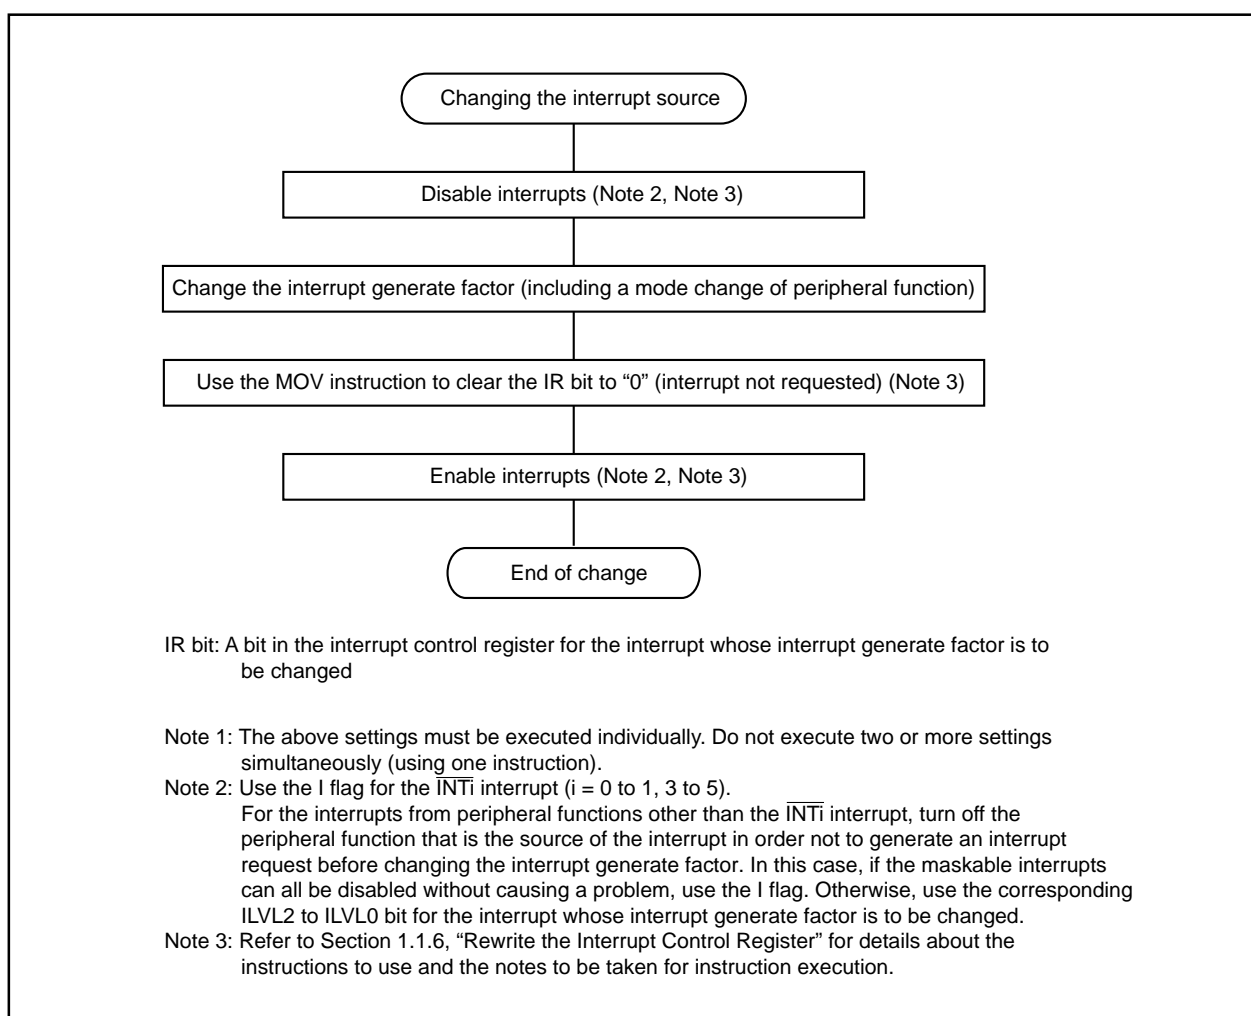 Changing the interrupt source
Disable interrupts (Note 2, Note 3)
Change the interrupt generate factor (including a mode change of peripheral function)
Use the MOV instruction to clear the IR bit to “0” (interrupt not requested) (Note 3)
Enable interrupts (Note 2, Note 3)
End of change
IR bit: A bit in the interrupt control register for the interrupt whose interrupt generate factor is to
be changed
Note 1: The above settings must be executed individually. Do not execute two or more settings
simultaneously (using one instruction).
Note 2: Use the I flag for the I̅N̅T̅i̅ interrupt (i = 0 to 1, 3 to 5).
For the interrupts from peripheral functions other than the I̅N̅T̅i̅ interrupt, turn off the
peripheral function that is the source of the interrupt in order not to generate an interrupt
request before changing the interrupt generate factor. In this case, if the maskable interrupts
can all be disabled without causing a problem, use the I flag. Otherwise, use the corresponding
ILVL2 to ILVL0 bit for the interrupt whose interrupt generate factor is to be changed.
Note 3: Refer to Section 1.1.6, “Rewrite the Interrupt Control Register” for details about the
instructions to use and the notes to be taken for instruction execution.